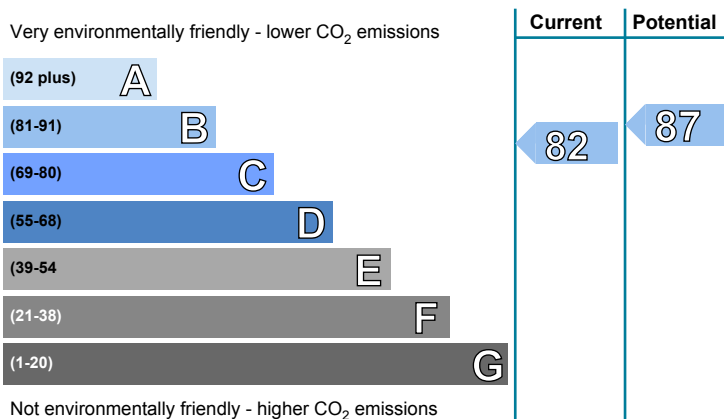 Current Potential
Very environmentally friendly - lower CO2 emissions
(92 plus) A
(81-91) B
82 87
(69-80) C
(55-68) D
(39-54 E
(21-38) F
(1-20) G
Not environmentally friendly - higher CO2 emissions